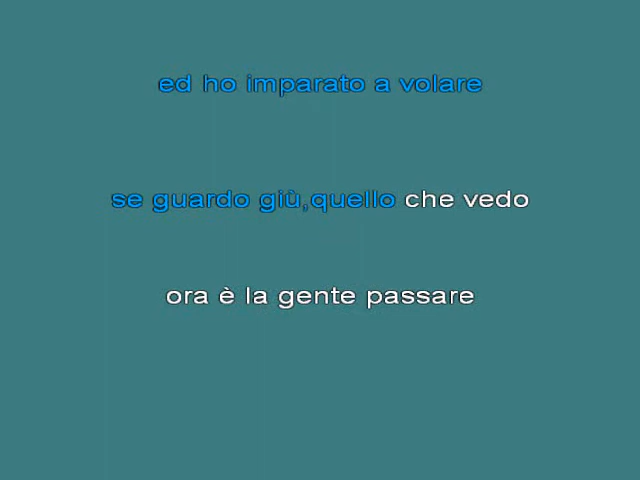 ed ho imparato a volare
se guardo giù,quello che vedo
ora è la gente passare